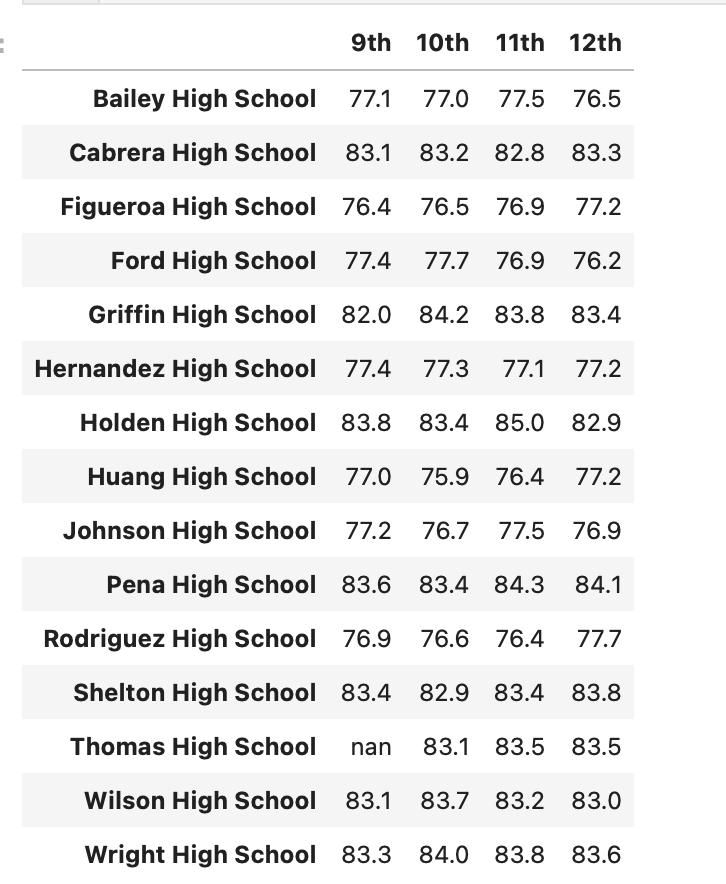 9th 10th 11th 12th
Bailey High School 77.1 77.0 77.5 76.5
Cabrera High School 83.1 83.2 82.8 83.3
Figueroa High School 76.4 76.5 76.9 77.2
Ford High School 77.4 77.7 76.9 76.2
Griffin High School 82.0 84.2 83.8 83.4
Hernandez High School 77.4 77.3 77.1 77.2
Holden High School 83.8 83.4 85.0 82.9
Huang High School 77.0 75.9 76.4 77.2
Johnson High School 77.2 76.7 77.5 76.9
Pena High School 83.6 83.4 84.3 84.1
Rodriguez High School 76.9 76.6 76.4 77.7
Shelton High School 83.4 82.9 83.4 83.8
Thomas High School nan 83.1 83.5 83.5
Wilson High School 83.1 83.7 83.2 83.0
Wright High School 83.3 84.0 83.8 83.6